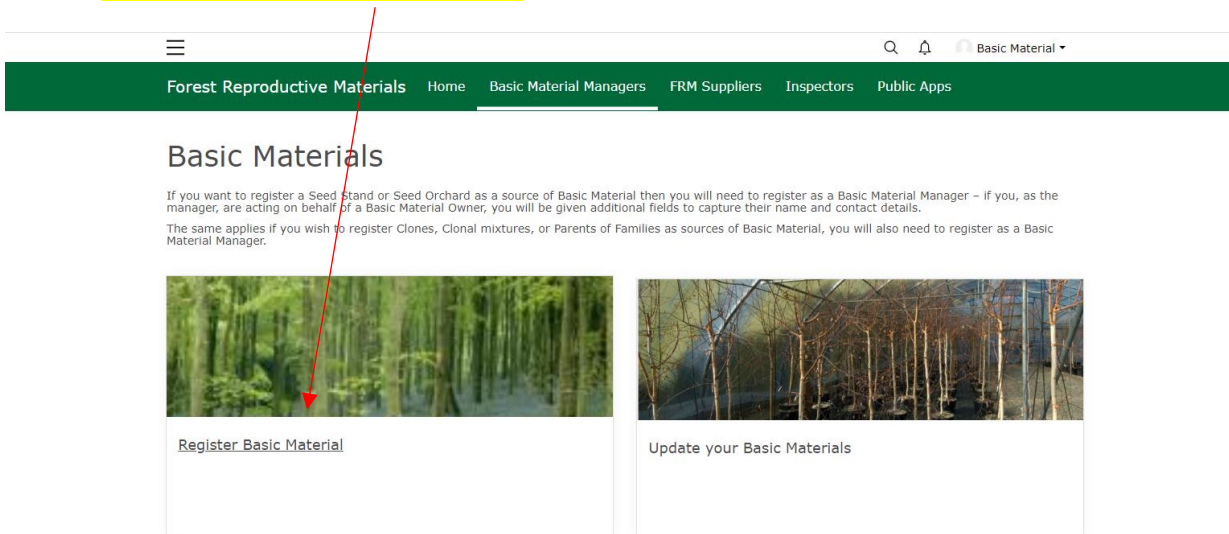 Basic Material
Forest Reproductive Materials Home Basic Material Managers FRM Suppliers Inspectors Public Apps
Basic Materials
If you want to register a Seed Stand or Seed Orchard as a source of Basic Material then you will need to register as a Basic Material Manager – if you, as the
manager, are acting on behalf of a Basic Material Owner, you will be given additional fields to capture their name and contact details.
The same applies if you wish to register Clones, Clonal mixtures, or Parents of Families as sources of Basic Material, you will also need to register as a Basic
Material Manager.
Register Basic Material
Update your Basic Materials